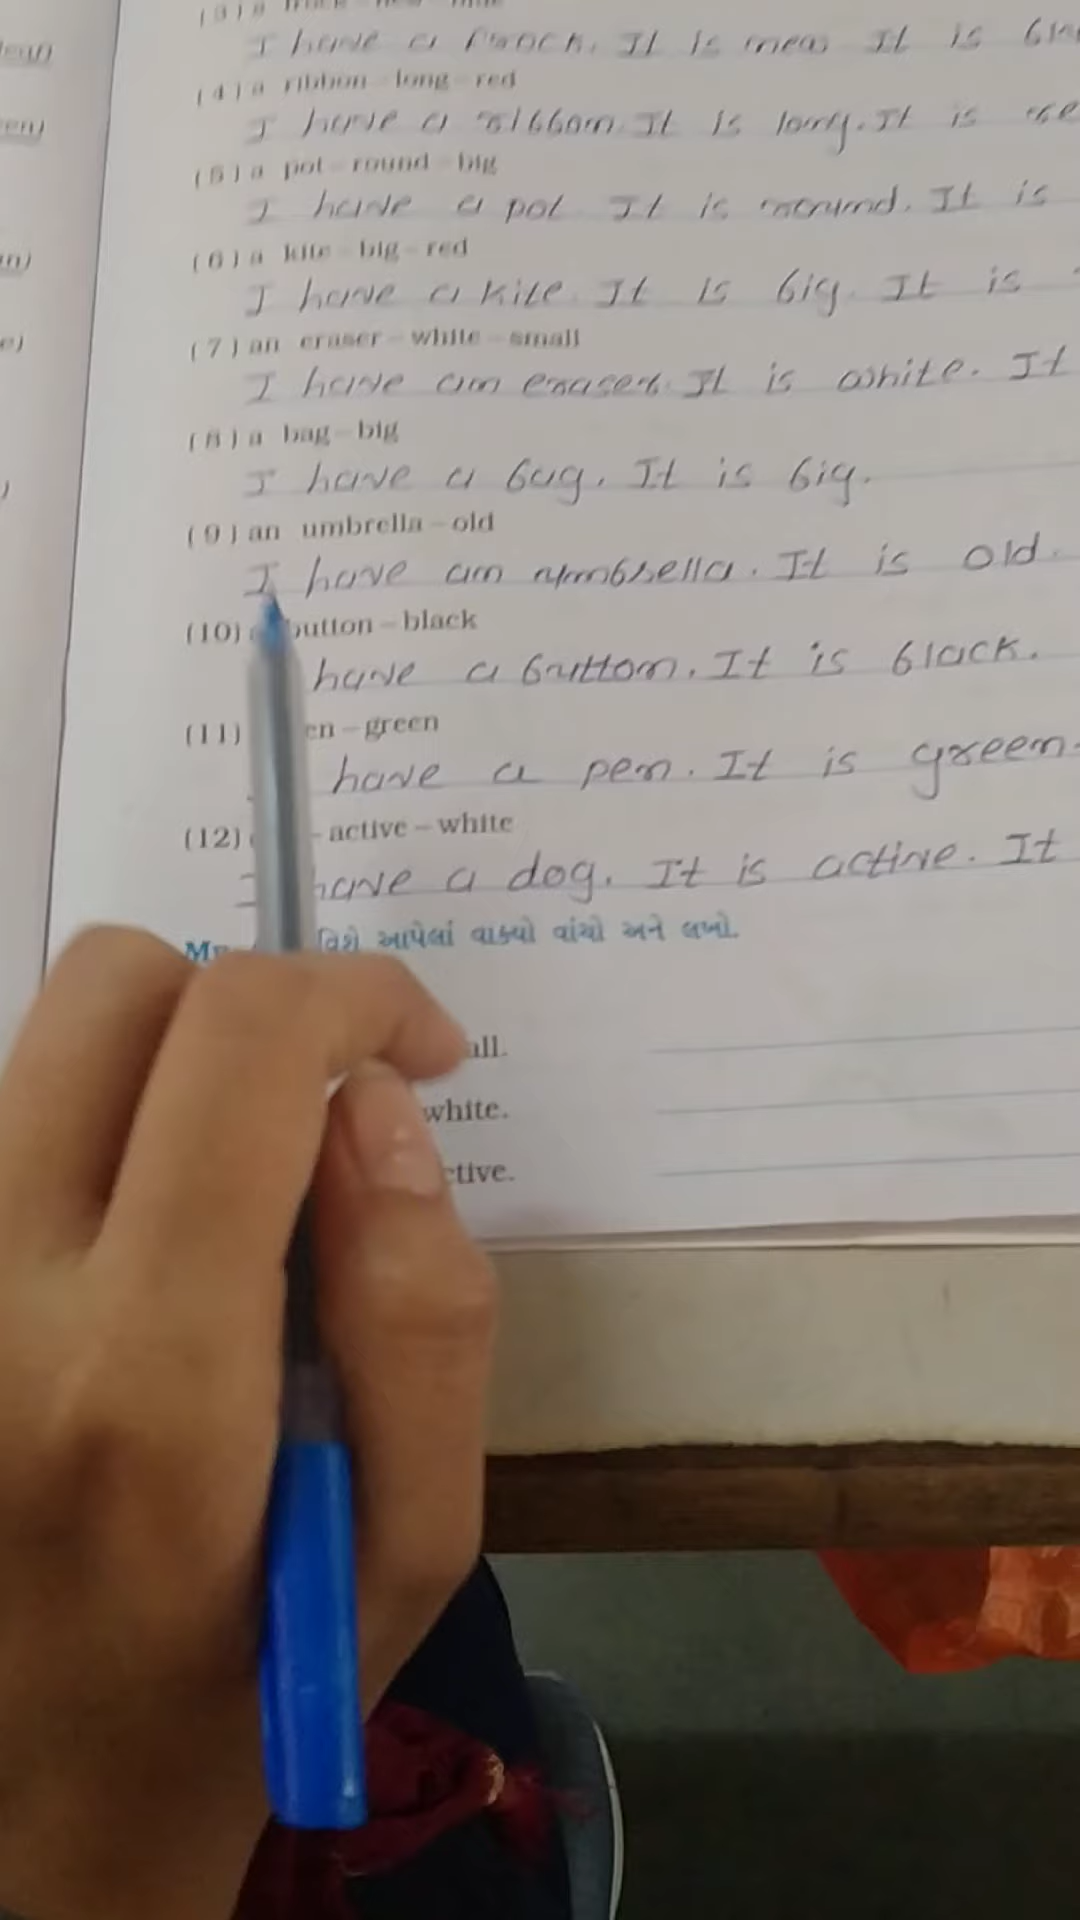 I have a frock. It is new It is
(4) a ribbon – long – red
I have a ribbon. It is long. It is
(5) a pot – round – big
I have a pot It is round. It is
(6) a kite – big – red
I have a kite. It is big. It is
(7) an eraser – white – small
I have an eraser. It is white. It
(8) a bag – big
I have a bag. It is big.
(9) an umbrella – old
I have an umbrella. It is old.
(10) button – black
have a button. It is black.
(11) en – green
have a pen. It is green.
(12) – active – white
I have a dog. It is active. It
વિશે આપેલાં વાક્યો વાંચો અને લખો.
all.
white.
ctive.